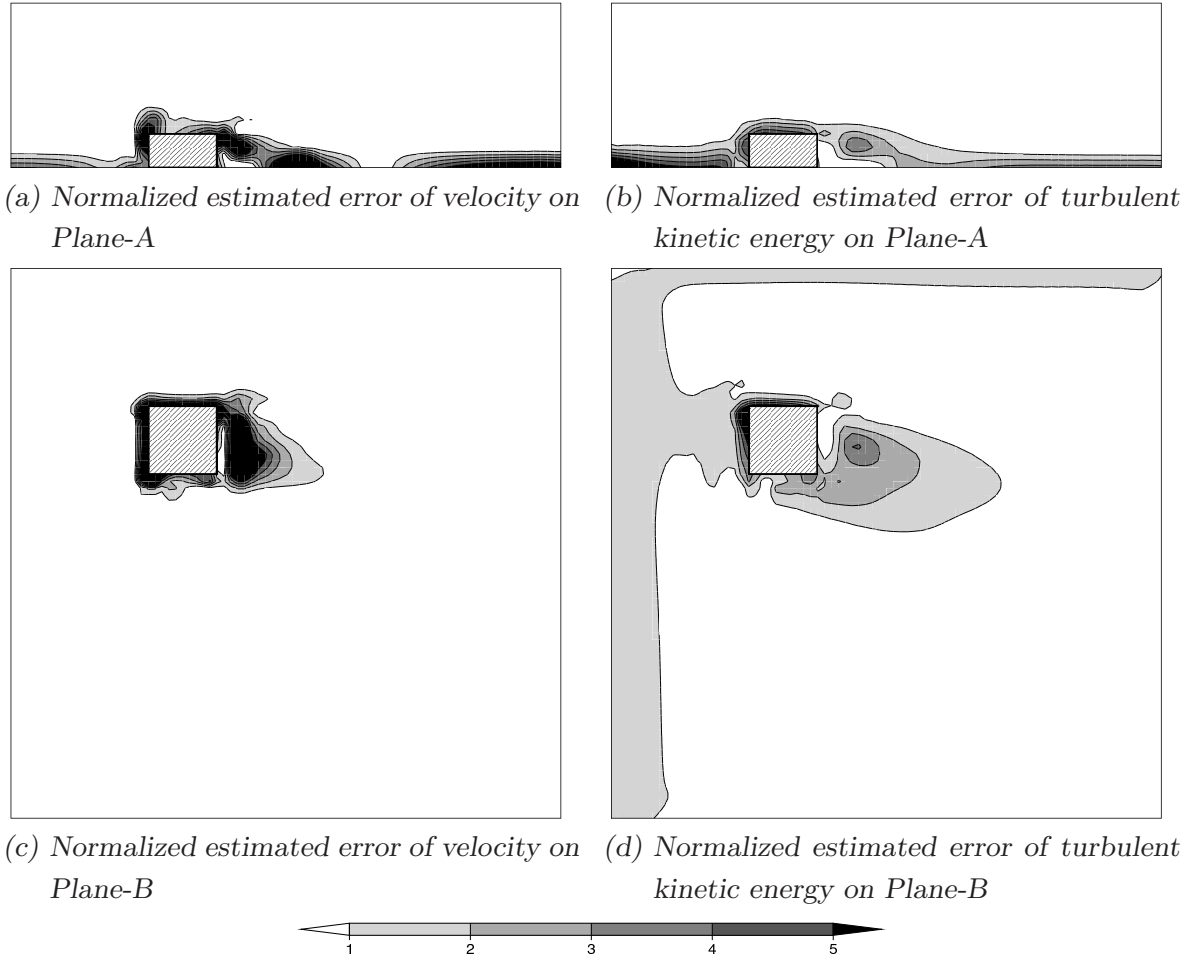 (a) Normalized estimated error of velocity on Plane-A
(b) Normalized estimated error of turbulent kinetic energy on Plane-A
(c) Normalized estimated error of velocity on Plane-B
(d) Normalized estimated error of turbulent kinetic energy on Plane-B
1 2 3 4 5